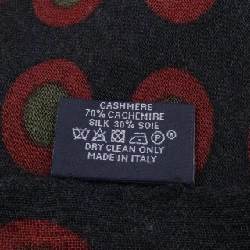 CASHMERE
70% CACHEMIRE
SILK 30% SOIE
DRY CLEAN ONLY
MADE IN ITALY